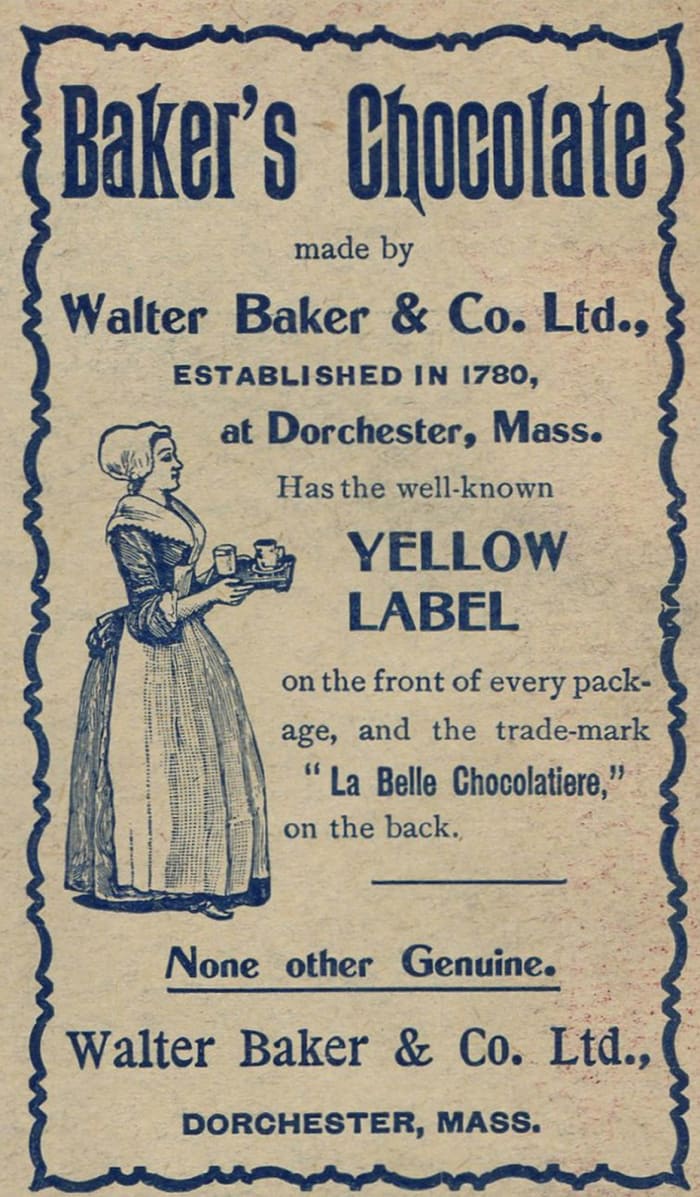 Baker's Chocolate
made by
Walter Baker & Co. Ltd.,
ESTABLISHED IN 1780,
at Dorchester, Mass.
Has the well-known
YELLOW
LABEL
on the front of every pack-
age, and the trade-mark
"La Belle Chocolatiere,"
on the back.
None other Genuine.
Walter Baker & Co. Ltd.,
DORCHESTER, MASS.